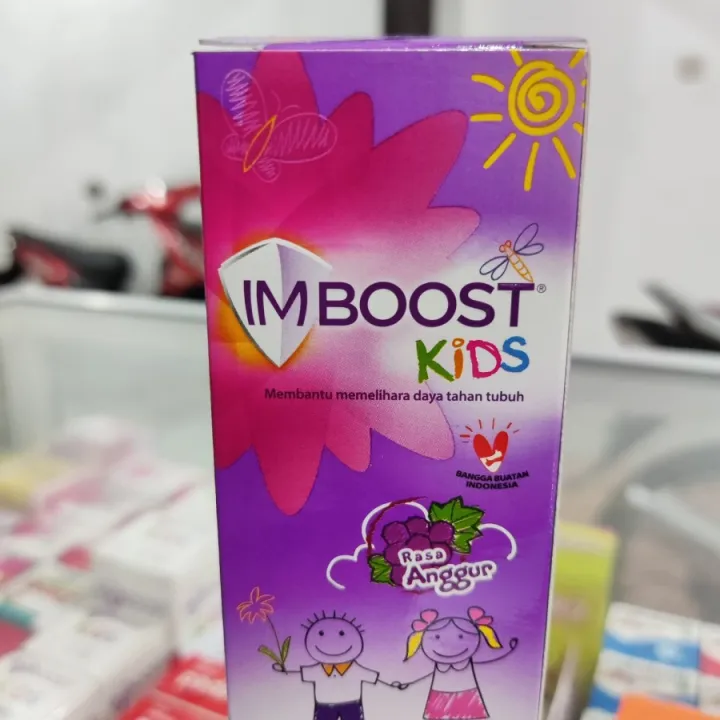 IMBOOST®
KiDS
Membantu memelihara daya tahan tubuh
BANGGA BUATAN
INDONESIA
Rasa
Anggur